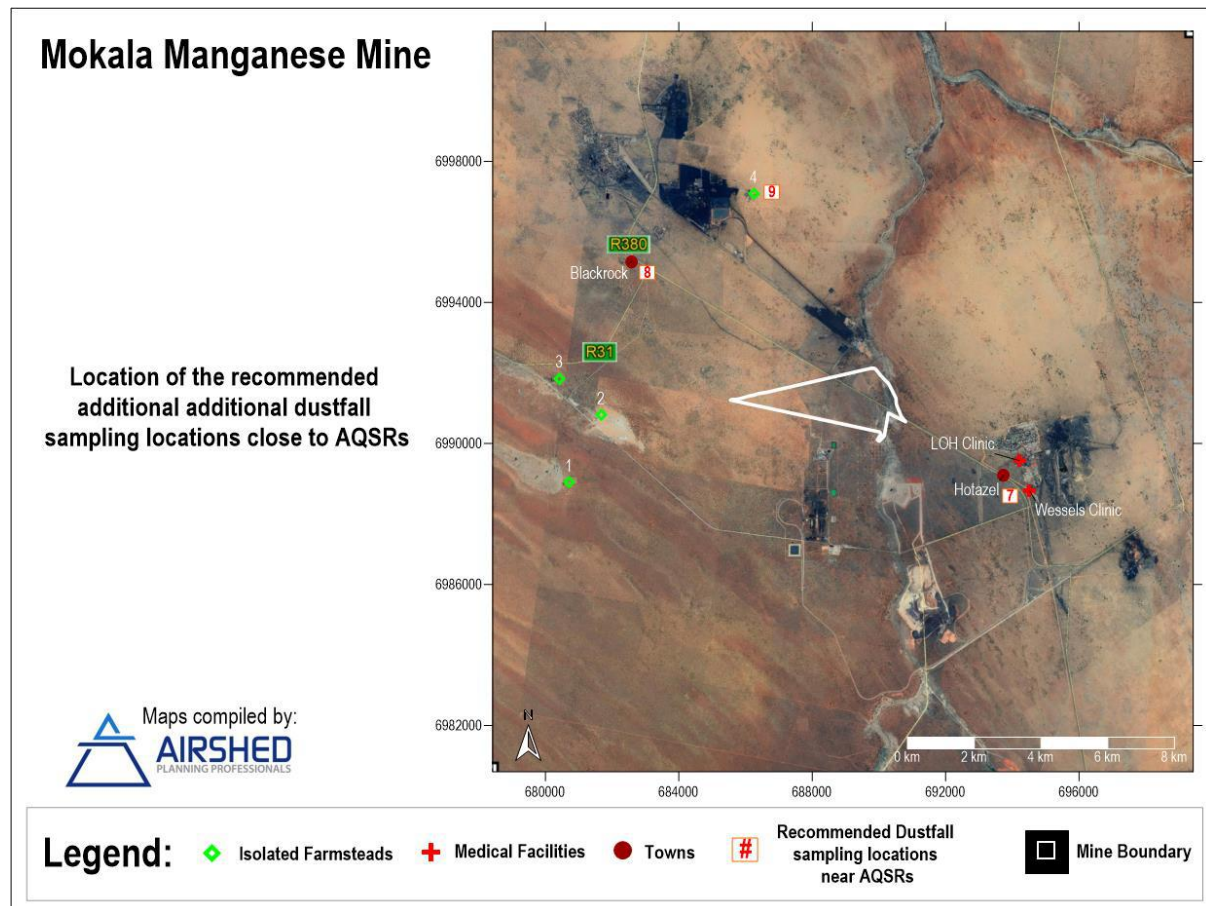 Mokala Manganese Mine
Location of the recommended
additional additional dustfall
sampling locations close to AQSRs
Maps compiled by:
AIRSHED
PLANNING PROFESSIONALS
6998000
6994000
6990000
6986000
6982000
4
9
R380
Blackrock
8
R31
3
2
1
LOH Clinic
Hotazel
7
Wessels Clinic
N
0 km
2 km
4 km
6 km
8 km
680000
684000
688000
692000
696000
Legend:
Isolated Farmsteads
Medical Facilities
Towns
#
Recommended Dustfall
sampling locations
near AQSRs
Mine Boundary